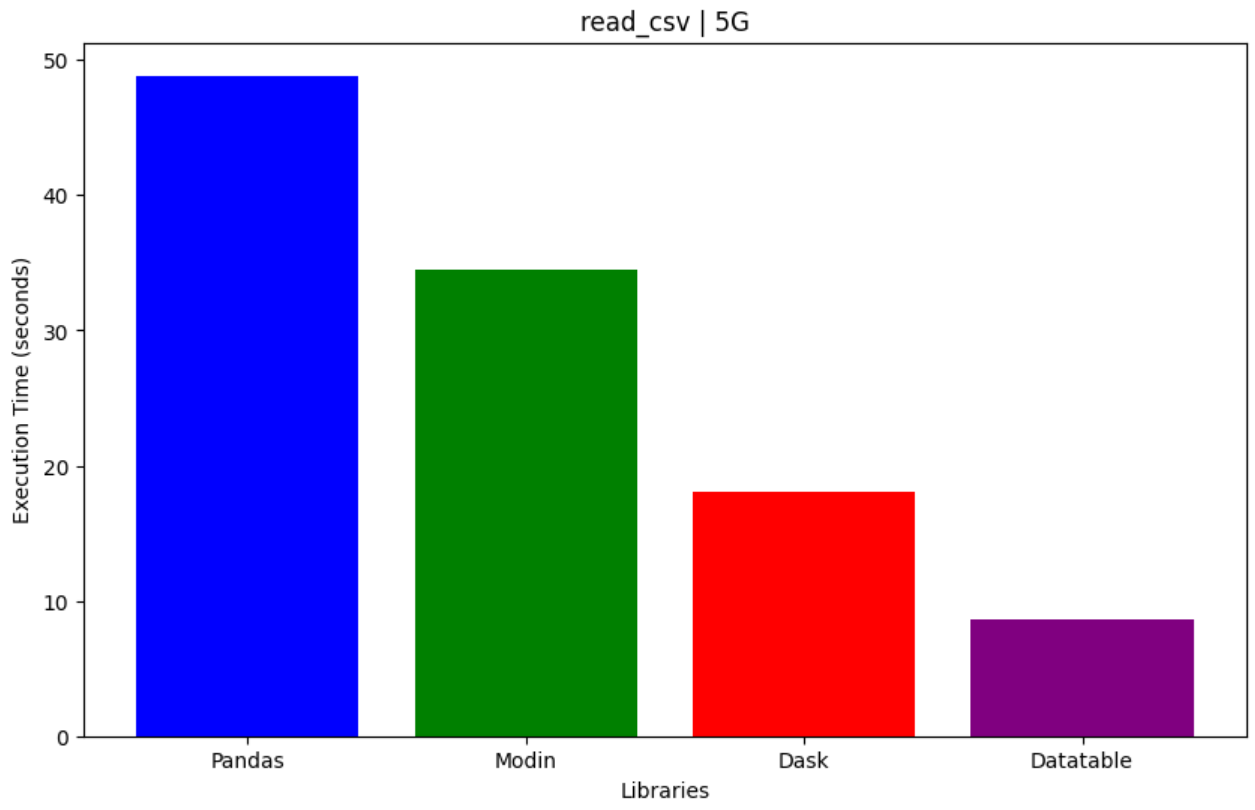 read_csv | 5G
Execution Time (seconds)
50
40
30
20
10
0
Pandas Modin Dask Datatable
Libraries